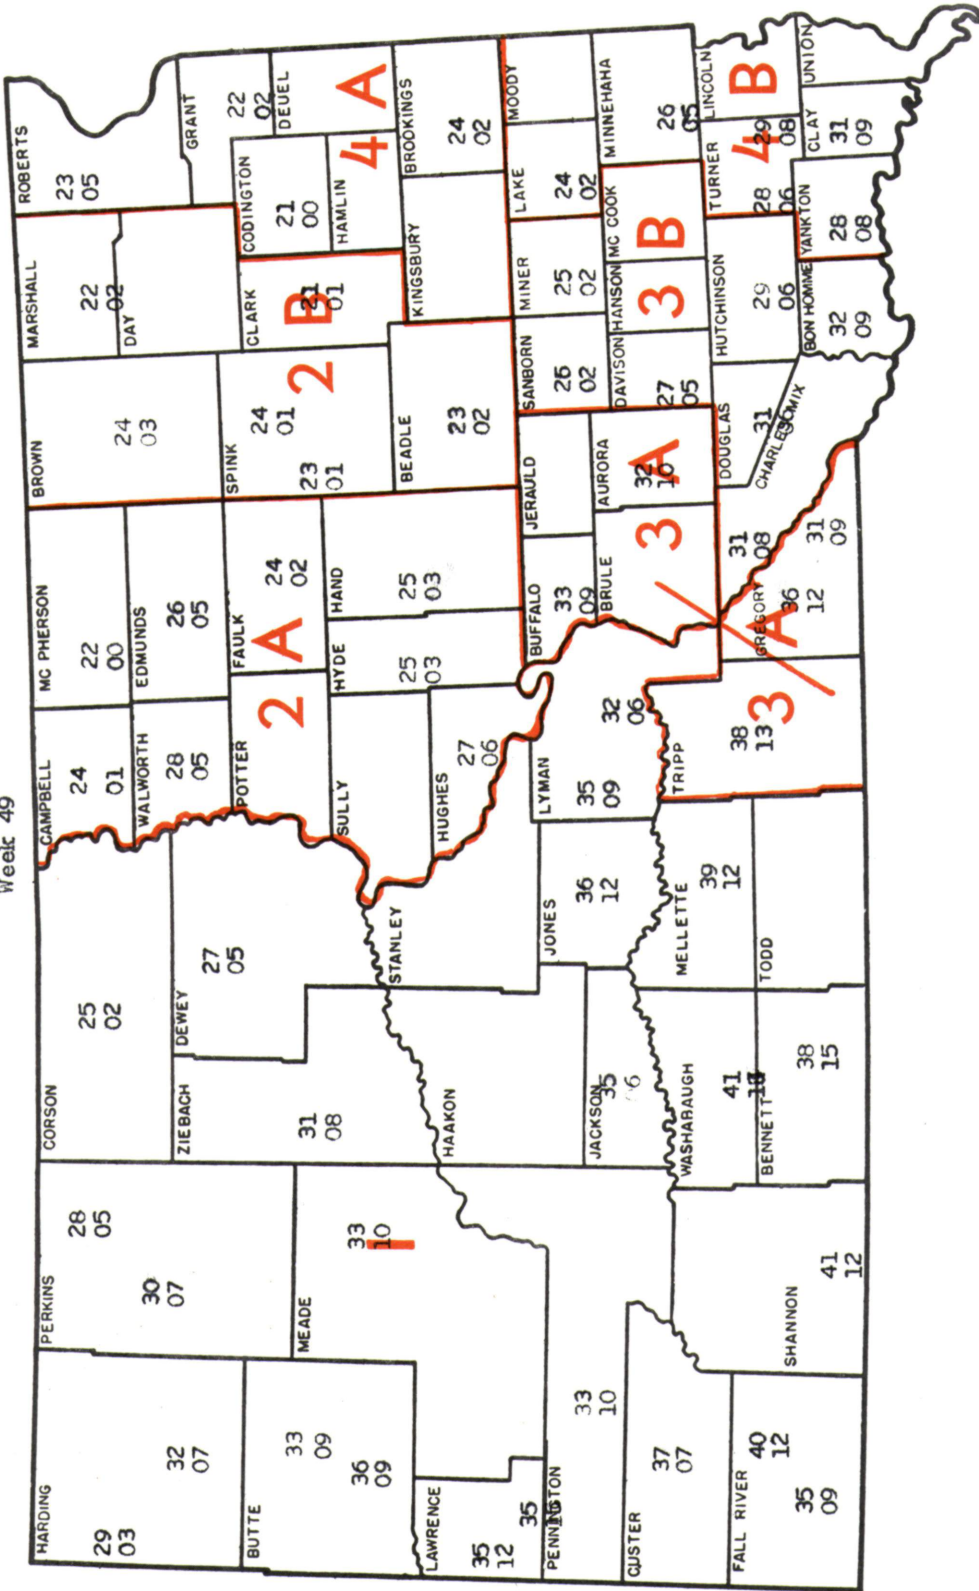 Week 49
HARDING
29
03
32
07
PERKINS
28
05
30
07
CORSON
25
02
CAMPBELL
24
01
MC PHERSON
22
00
BROWN
24
03
MARSHALL
22
02
DAY
ROBERTS
23
05
WALWORTH
28
05
EDMUNDS
26
05
GRANT
22
02
DEUEL
BUTTE
33
09
36
09
MEADE
33
10
1
ZIEBACH
31
08
DEWEY
27
05
POTTER
FAULK
24
02
2 A
SPINK
24
01
23
01
2 B
CLARK
21
01
CODINGTON
21
00
HAMLIN
4 A
SULLY
HYDE
25
03
HAND
25
03
BEADLE
23
02
KINGSBURY
BROOKINGS
24
02
LAWRENCE
35
12
35
HAAKON
STANLEY
HUGHES
27
06
BUFFALO
33
09
JERAULD
SANBORN
26
02
MINER
25
02
LAKE
24
02
MOODY
PENNINGTON
33
10
JACKSON
35
06
JONES
36
12
LYMAN
35
09
32
06
BRULE
AURORA
32
10
3 A
DAVISON
27
05
HANSON
MC COOK
3 B
MINNEHAHA
26
05
CUSTER
37
07
WASHABAUGH
41
MELLETTE
39
12
TRIPP
38
13
GREGORY
31
08
36
12
31
09
3 A
DOUGLAS
31
CHARLES MIX
HUTCHINSON
29
06
TURNER
28
06
LINCOLN
29
08
4 B
FALL RIVER
40
12
35
09
SHANNON
41
12
BENNETT
38
15
TODD
BON HOMME
32
09
YANKTON
28
08
CLAY
31
09
UNION